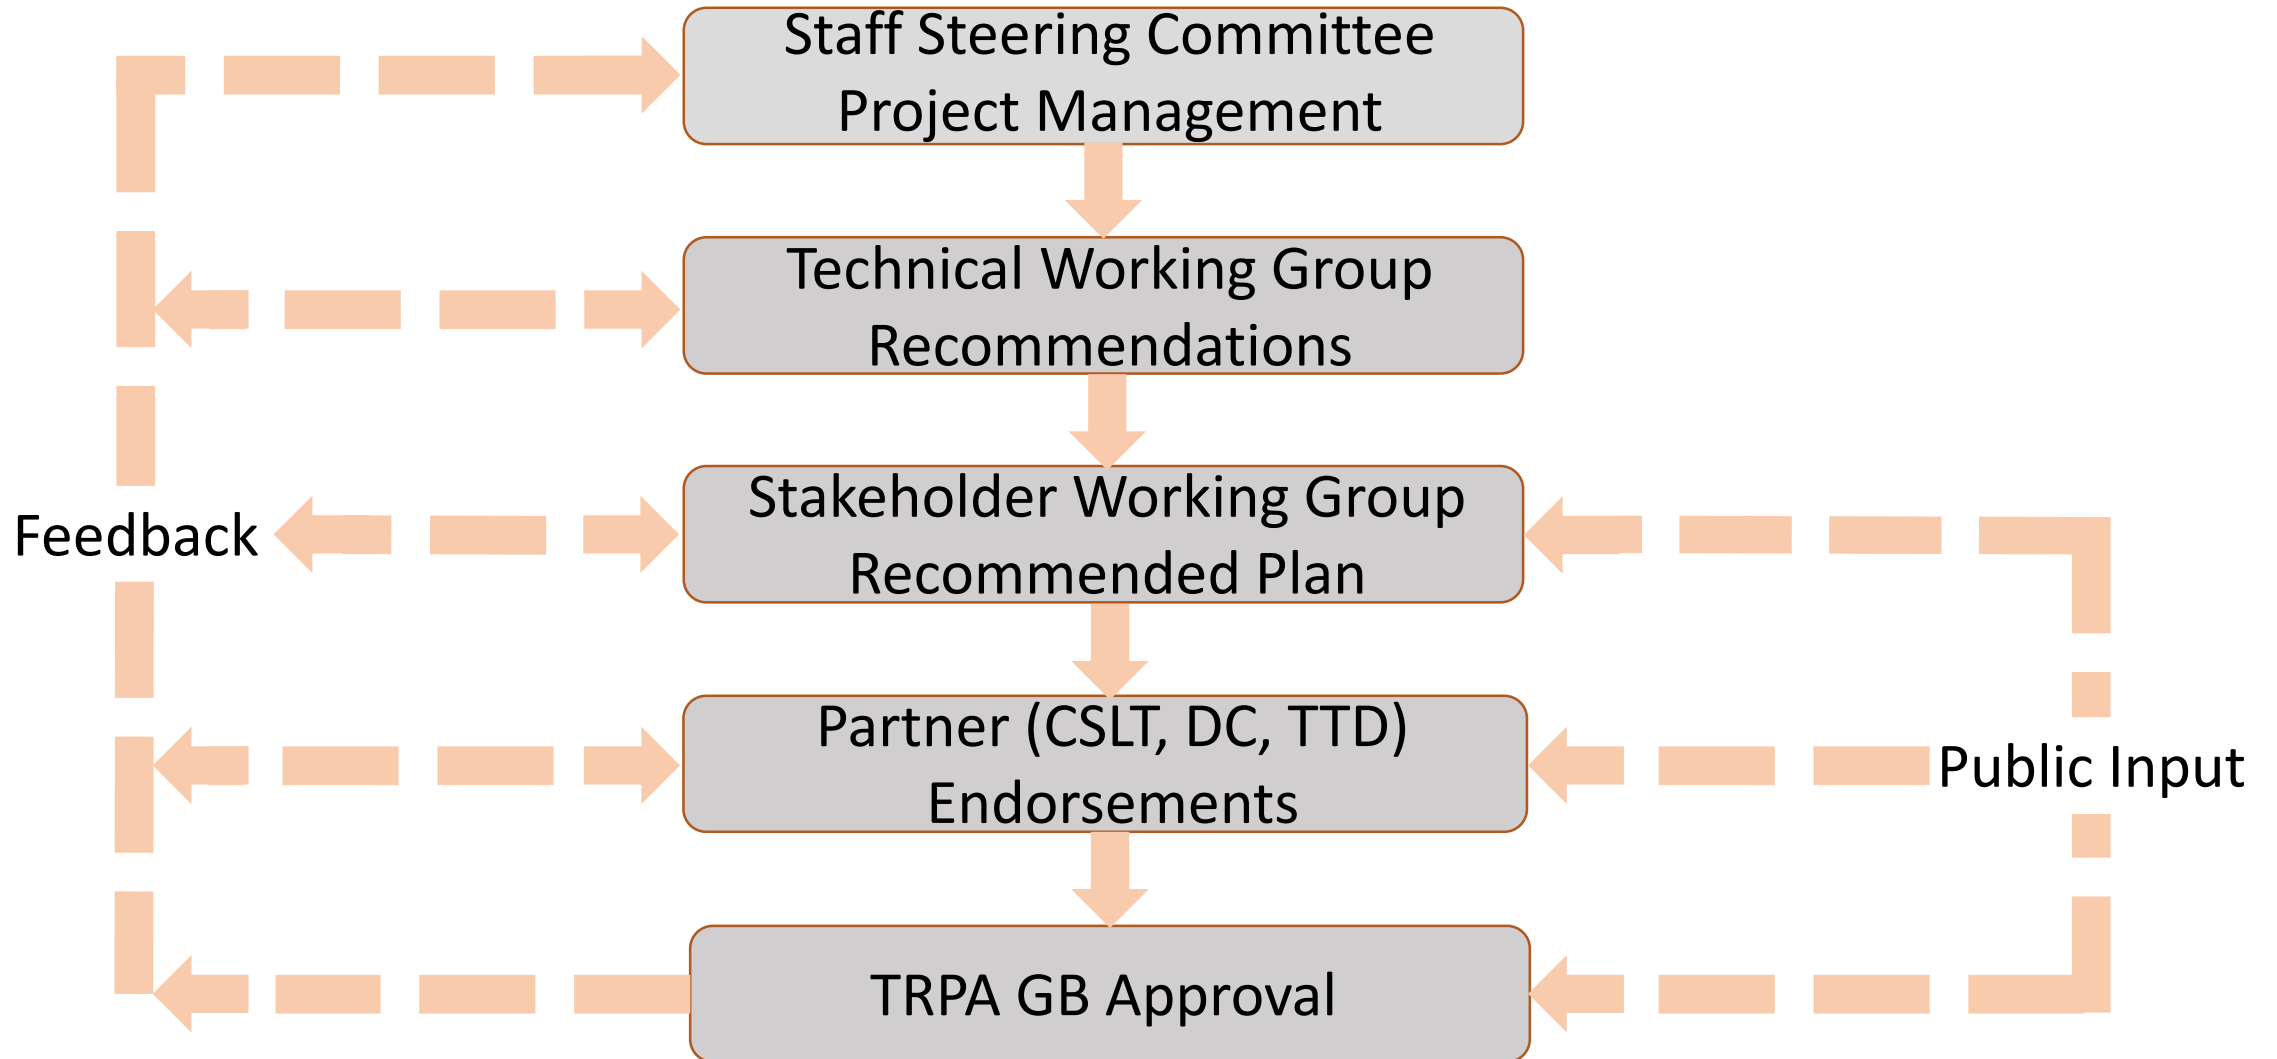 Staff Steering Committee
Project Management
Technical Working Group
Recommendations
Stakeholder Working Group
Recommended Plan
Feedback
Partner (CSLT, DC, TTD)
Endorsements
Public Input
TRPA GB Approval